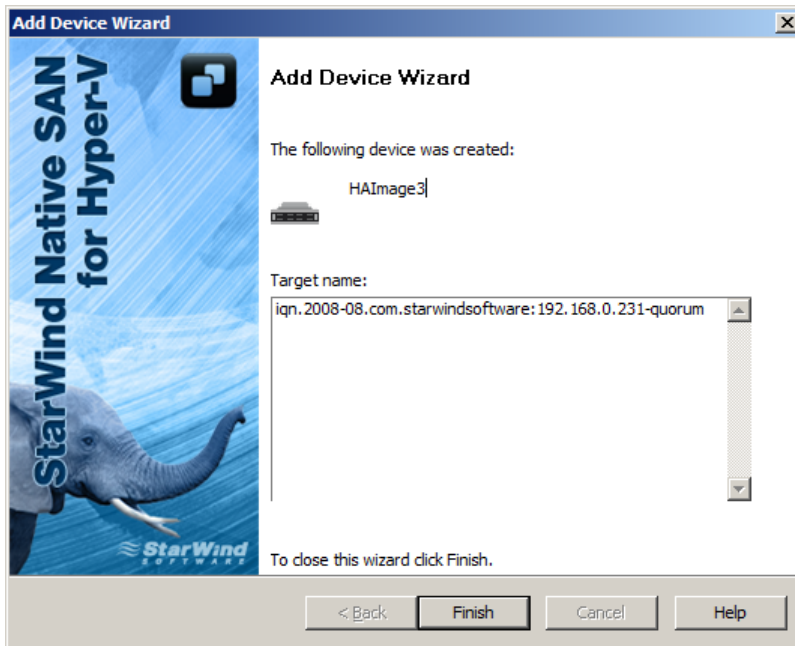 Add Device Wizard
StarWind Native SAN
for Hyper-V
Add Device Wizard
The following device was created:
HAImage3
Target name:
iqn.2008-08.com.starwindsoftware:192.168.0.231-quorum
StarWind
SOFTWARE
To close this wizard click Finish.
< Back
Finish
Cancel
Help